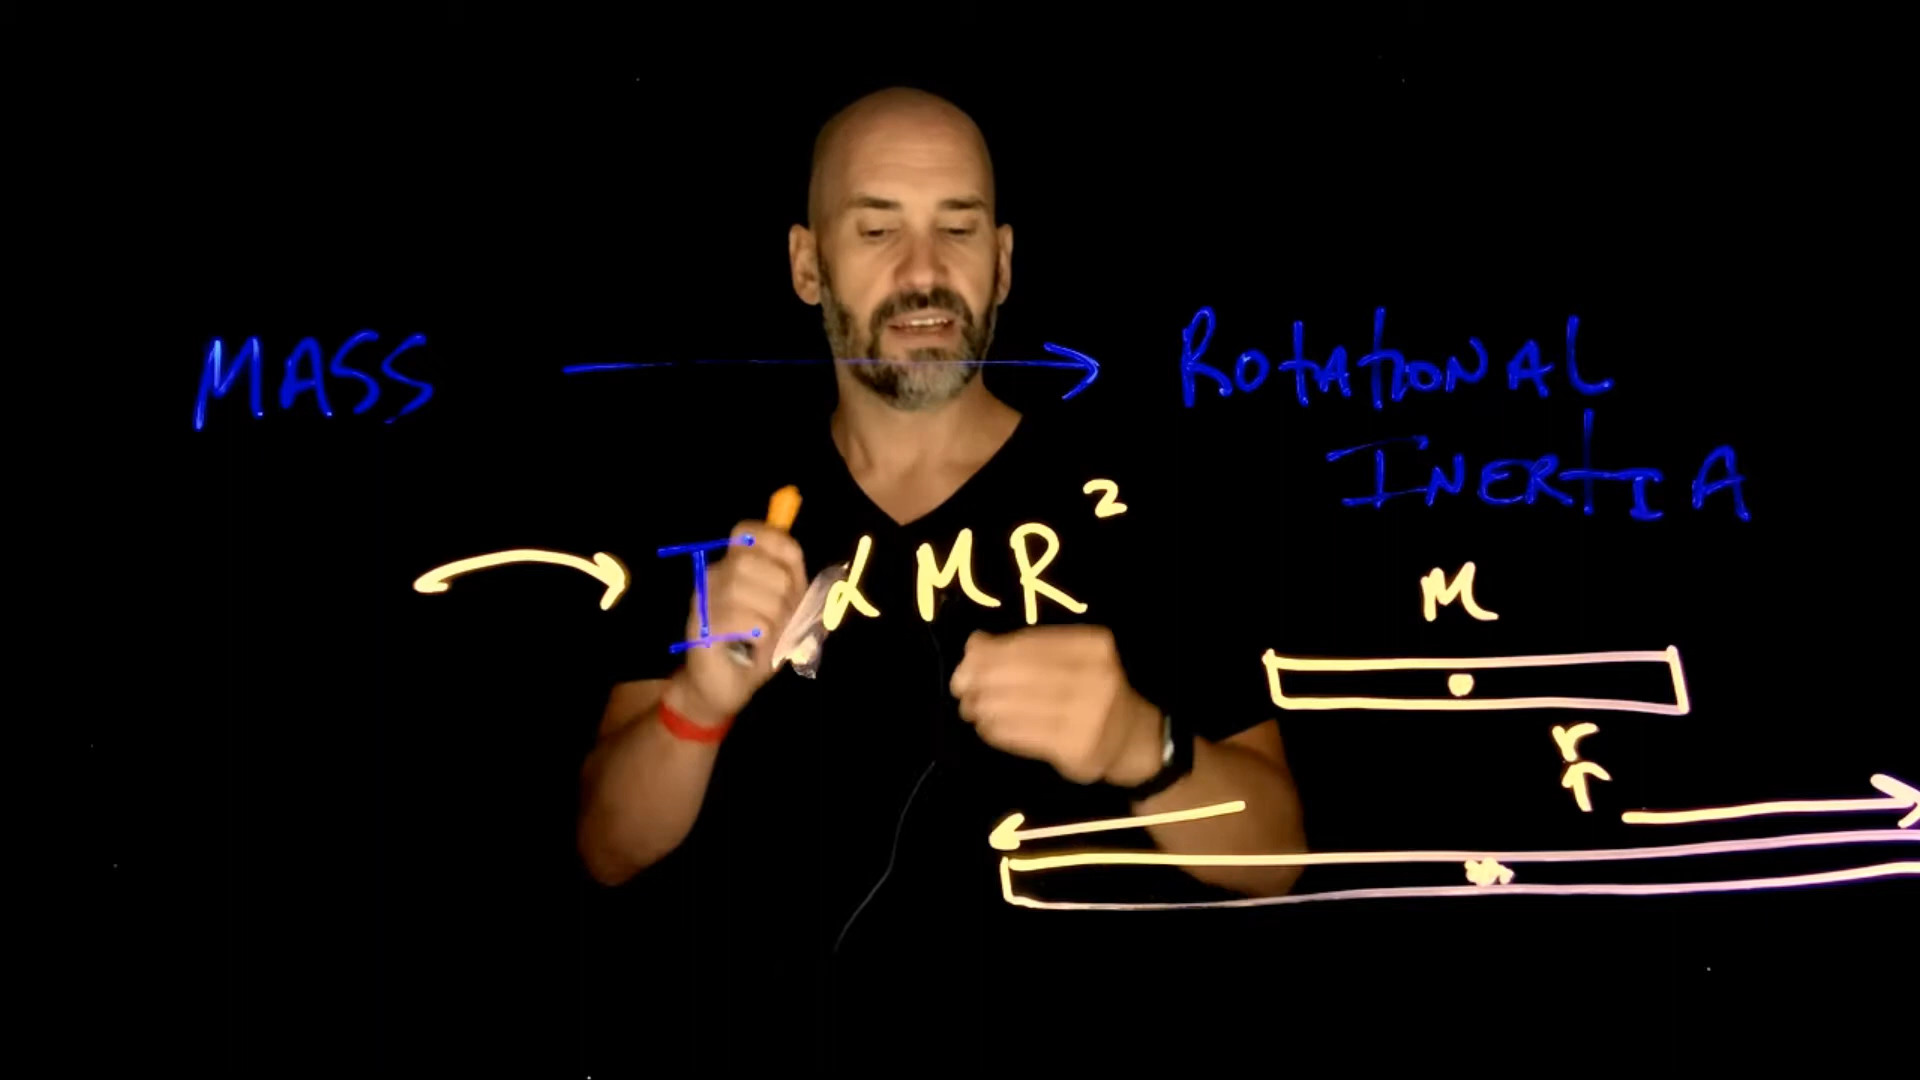 MASS → ROTATIONAL
INERTIA
I ∝ MR²
M
r